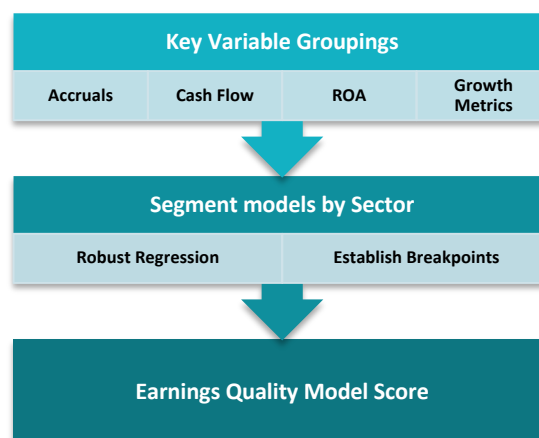 Key Variable Groupings
Accruals
Cash Flow
ROA
Growth
Metrics
Segment models by Sector
Robust Regression
Establish Breakpoints
Earnings Quality Model Score